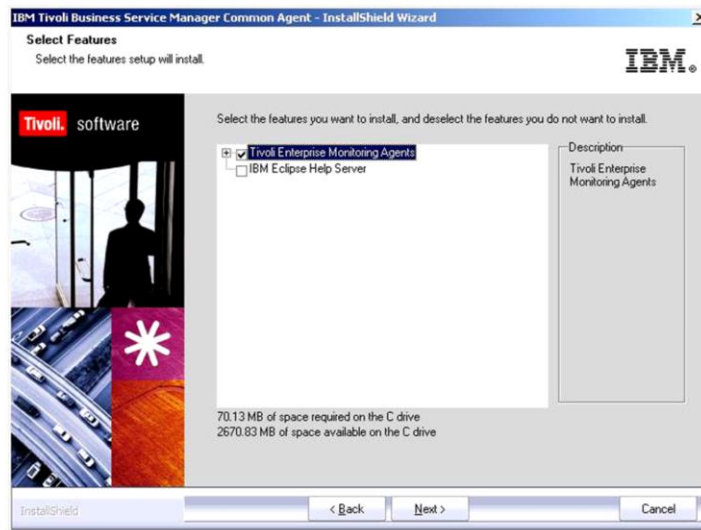 IBM Tivoli Business Service Manager Common Agent - InstallShield Wizard
Select Features
Select the features setup will install.
IBM®
Tivoli. software
Select the features you want to install, and deselect the features you do not want to install.
Tivoli Enterprise Monitoring Agents
IBM Eclipse Help Server
Description
Tivoli Enterprise
Monitoring Agents
70.13 MB of space required on the C drive
2670.83 MB of space available on the C drive
InstallShield
< Back
Next >
Cancel